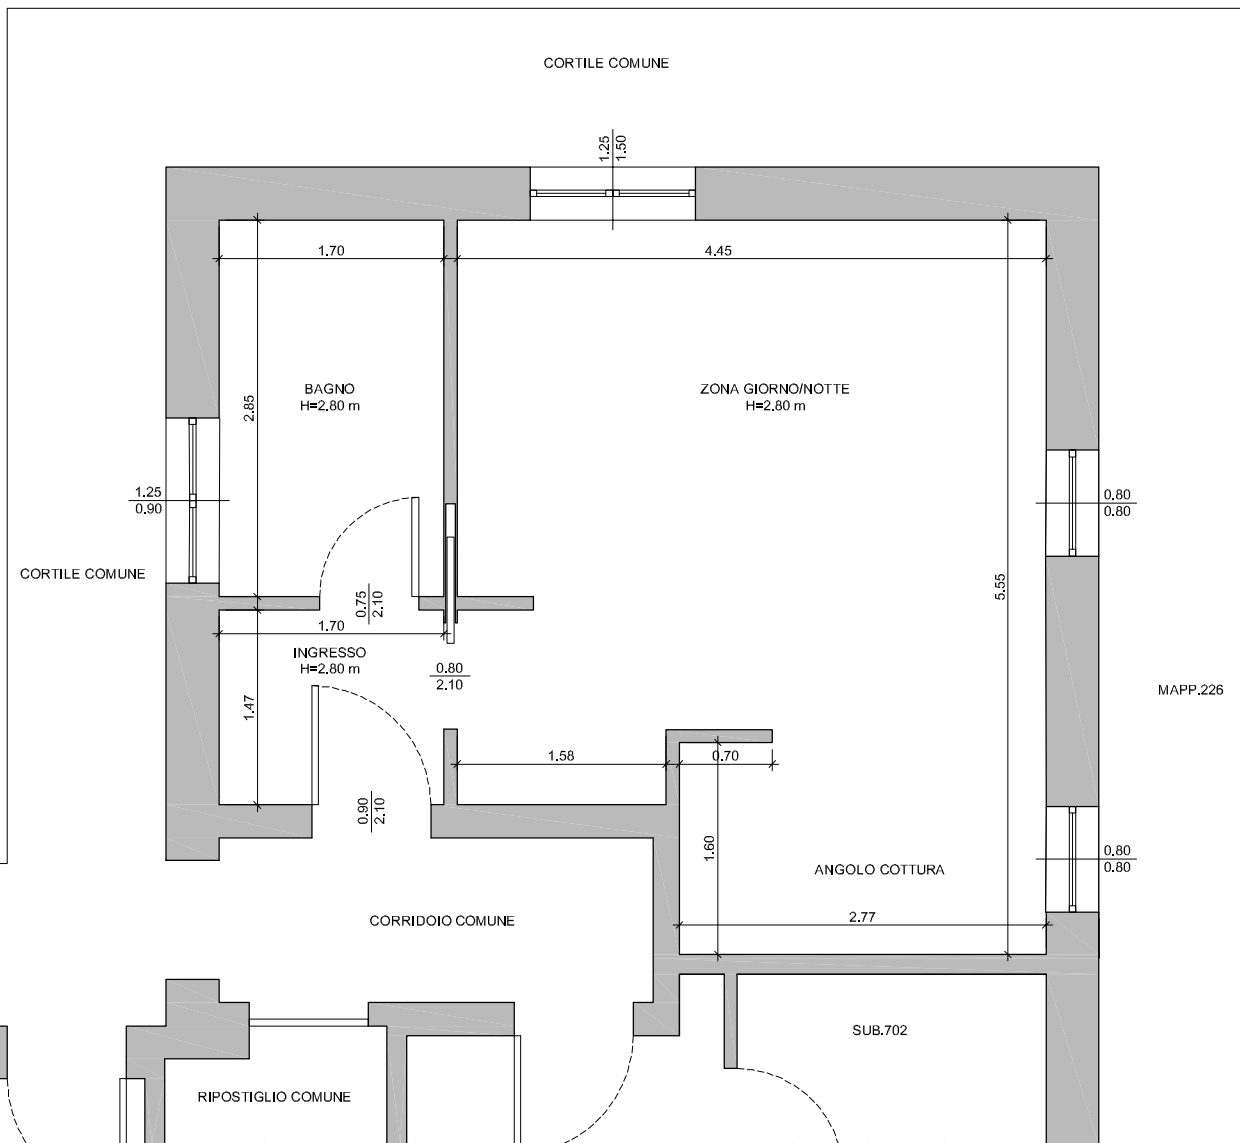 CORTILE COMUNE
1.25
1.50
1.70
4.45
BAGNO
H=2.80 m
ZONA GIORNO/NOTTE
H=2.80 m
2.85
1.25
0.90
0.80
0.80
CORTILE COMUNE
5.55
0.75
2.10
1.70
INGRESSO
H=2.80 m
0.80
2.10
MAPP.226
1.47
1.58
0.70
0.90
2.10
1.60
0.80
0.80
ANGOLO COTTURA
CORRIDOIO COMUNE
2.77
SUB.702
RIPOSTIGLIO COMUNE